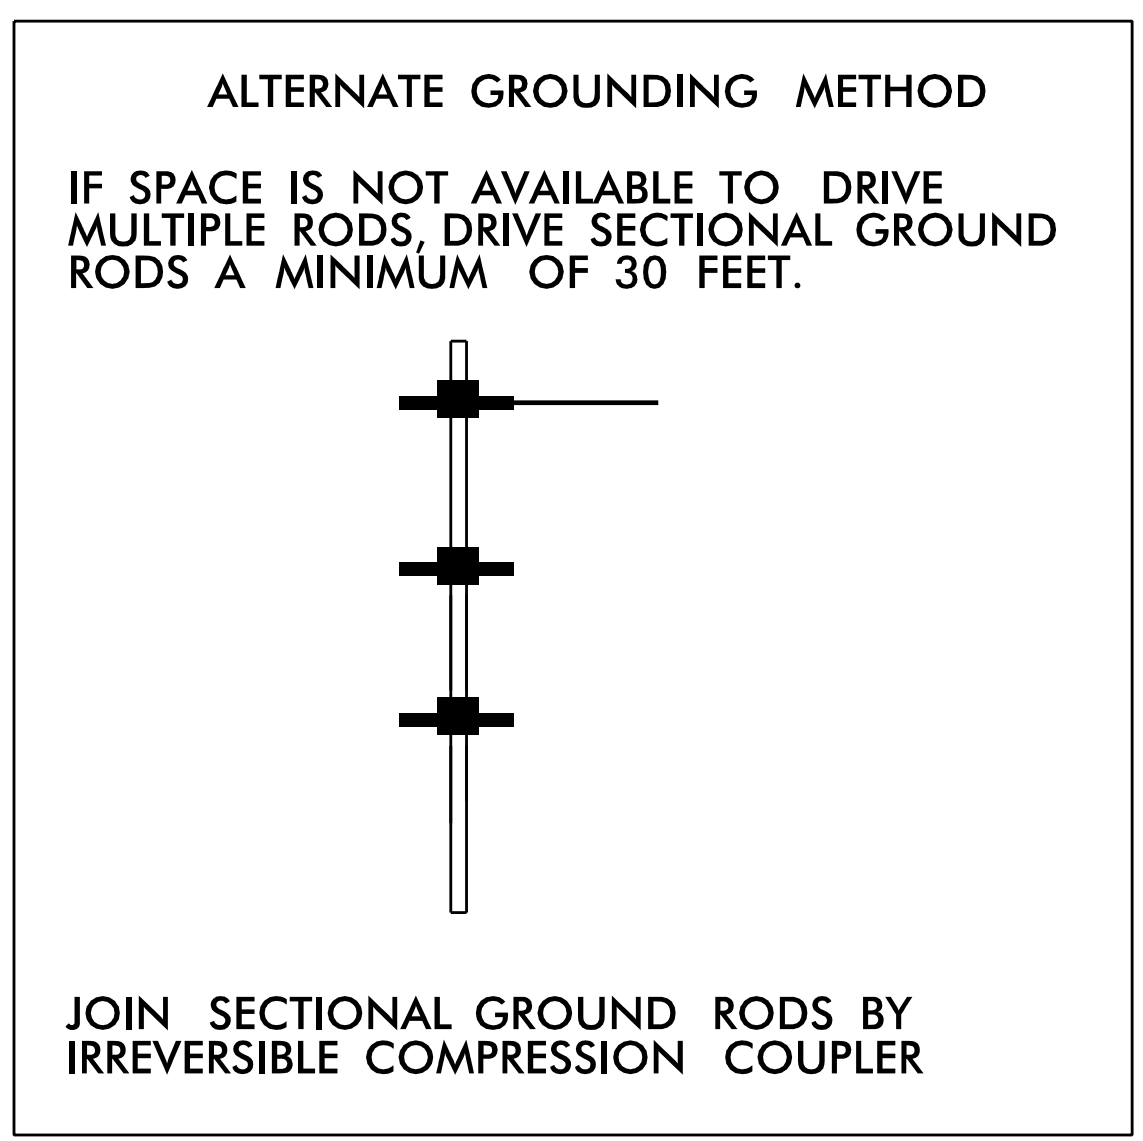 ALTERNATE GROUNDING METHOD
IF SPACE IS NOT AVAILABLE TO DRIVE
MULTIPLE RODS, DRIVE SECTIONAL GROUND
RODS A MINIMUM OF 30 FEET.
JOIN SECTIONAL GROUND RODS BY
IRREVERSIBLE COMPRESSION COUPLER